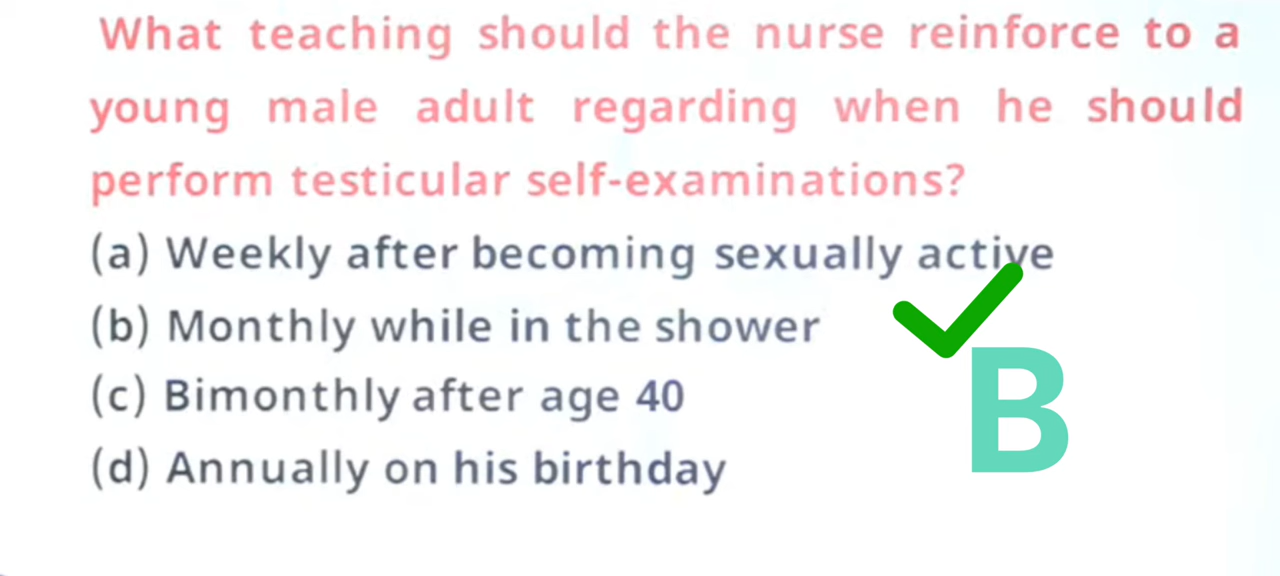 What teaching should the nurse reinforce to a
young male adult regarding when he should
perform testicular self-examinations?
(a) Weekly after becoming sexually active
(b) Monthly while in the shower
(c) Bimonthly after age 40
(d) Annually on his birthday
B